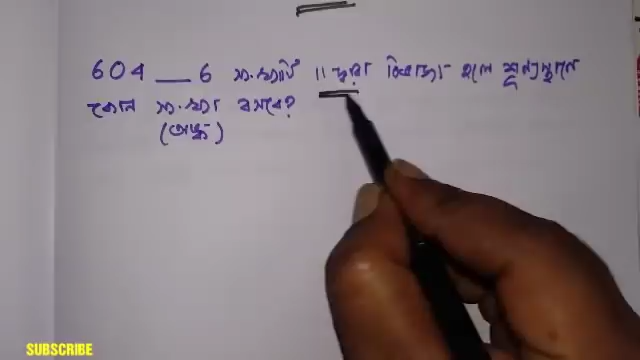 604 __ 6 সংখ্যাটি 11 দ্বারা বিভাজ্য হলে শূন্যস্থানে
কোন সংখ্যা বসবে?
(অঙ্ক)
SUBSCRIBE